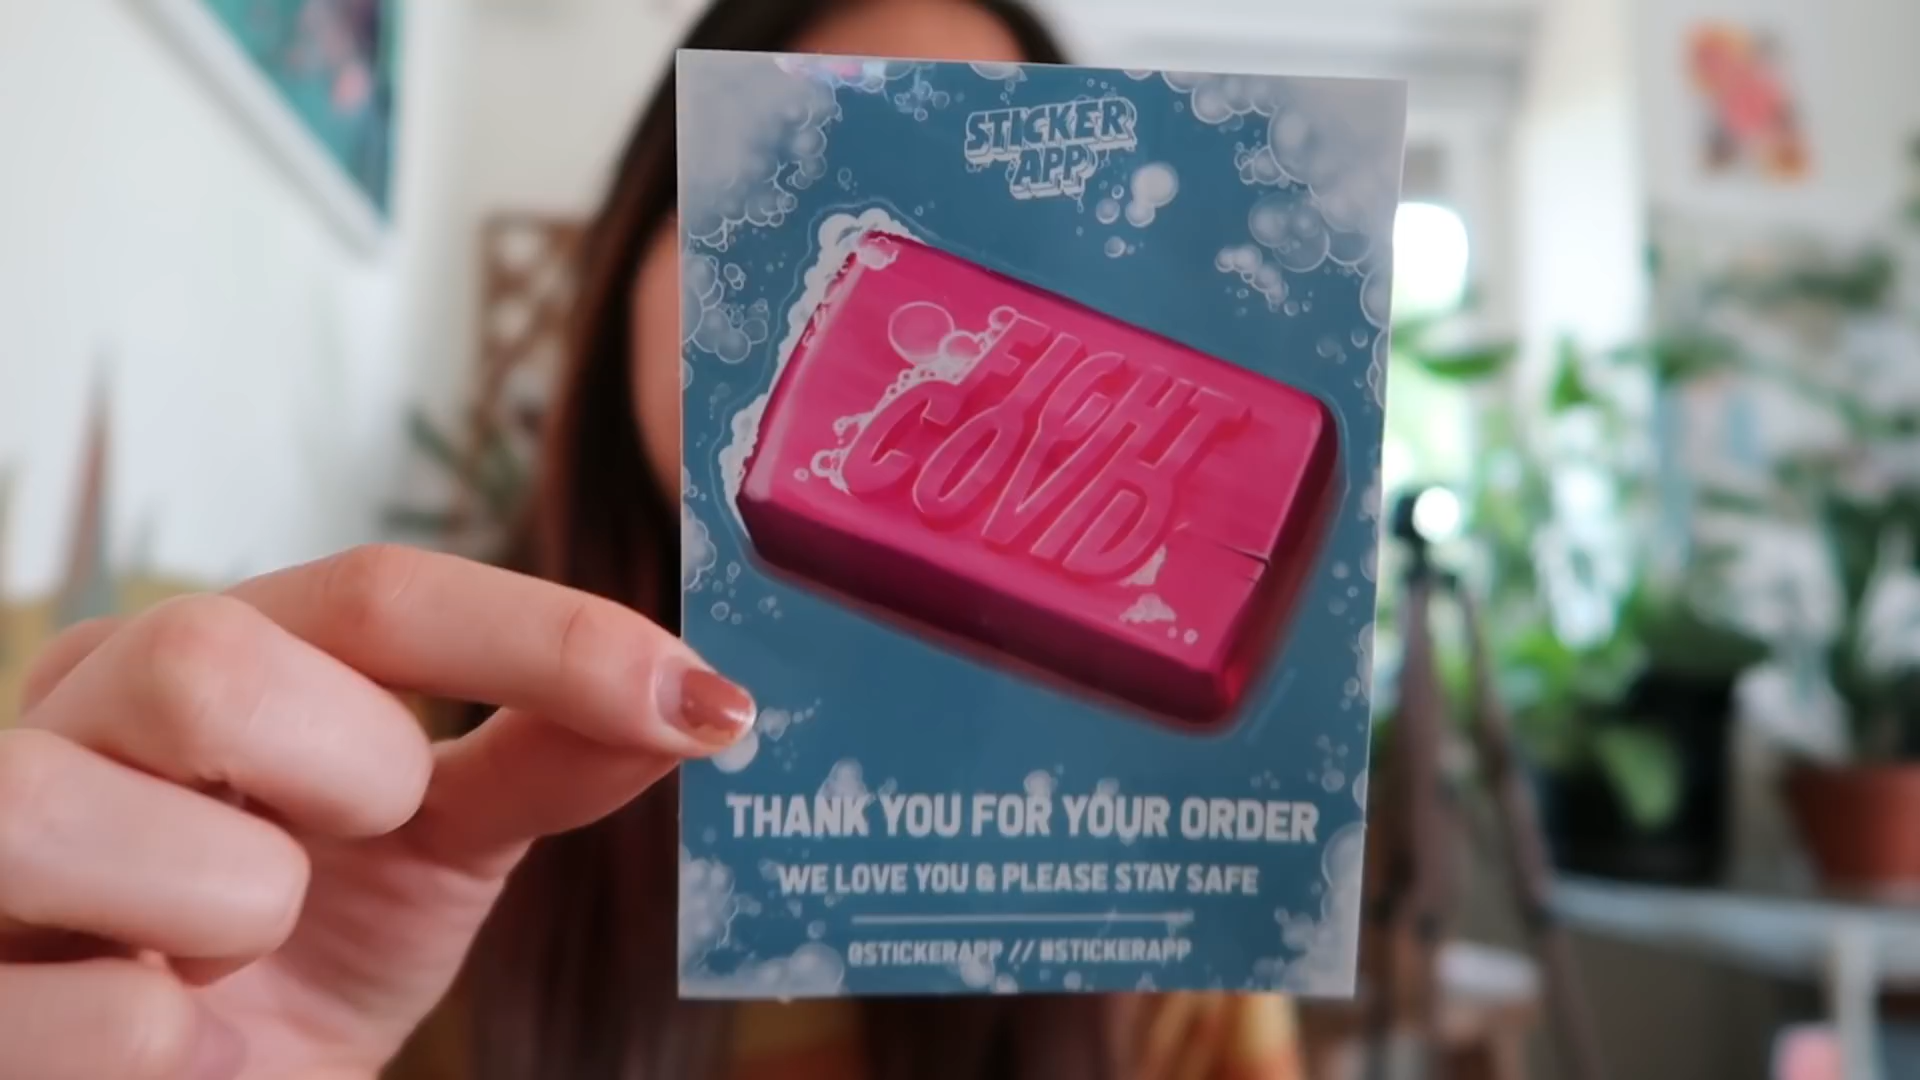 STICKER
APP
FIGHT
COVID
THANK YOU FOR YOUR ORDER
WE LOVE YOU & PLEASE STAY SAFE
@STICKERAPP // #STICKERAPP